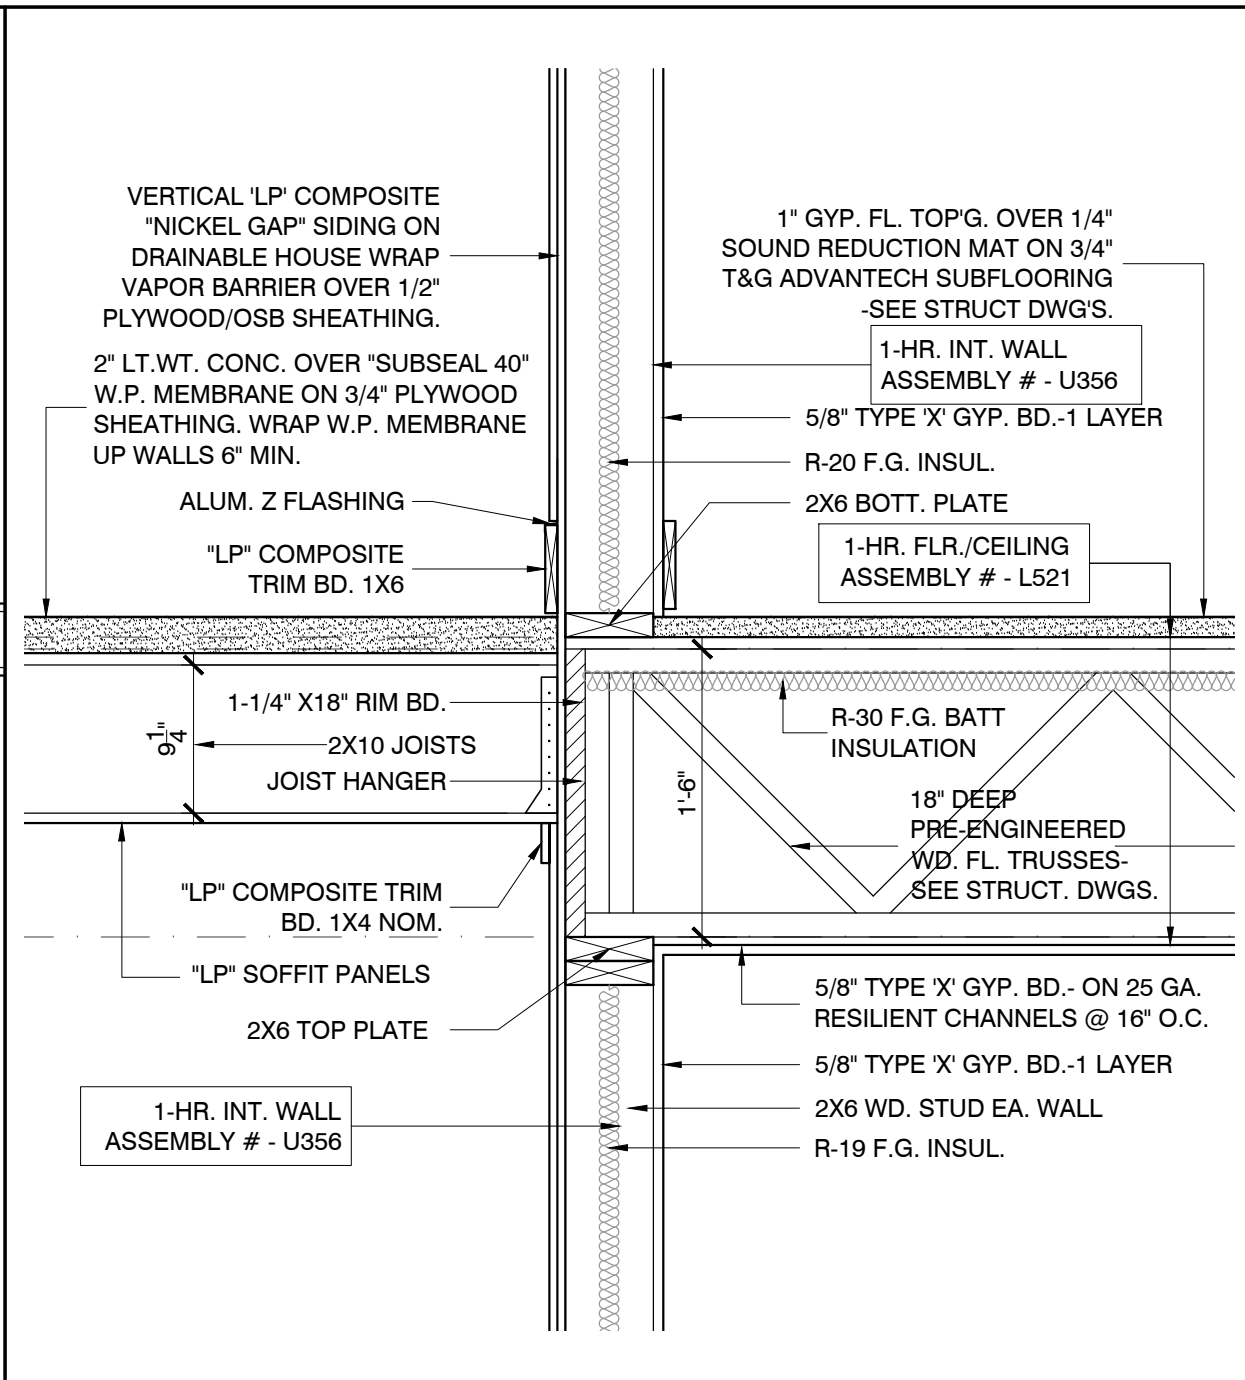 VERTICAL 'LP' COMPOSITE
"NICKEL GAP" SIDING ON
DRAINABLE HOUSE WRAP
VAPOR BARRIER OVER 1/2"
PLYWOOD/OSB SHEATHING.
2" LT.WT. CONC. OVER "SUBSEAL 40"
W.P. MEMBRANE ON 3/4" PLYWOOD
SHEATHING. WRAP W.P. MEMBRANE
UP WALLS 6" MIN.
ALUM. Z FLASHING
"LP" COMPOSITE
TRIM BD. 1X6
1" GYP. FL. TOP'G. OVER 1/4"
SOUND REDUCTION MAT ON 3/4"
T&G ADVANTECH SUBFLOORING
-SEE STRUCT DWG'S.
1-HR. INT. WALL
ASSEMBLY # - U356
5/8" TYPE 'X' GYP. BD.-1 LAYER
R-20 F.G. INSUL.
2X6 BOTT. PLATE
1-HR. FLR./CEILING
ASSEMBLY # - L521
1-1/4" X18" RIM BD.
9 1/4"
2X10 JOISTS
JOIST HANGER
1'-6"
R-30 F.G. BATT
INSULATION
18" DEEP
PRE-ENGINEERED
WD. FL. TRUSSES-
SEE STRUCT. DWGS.
"LP" COMPOSITE TRIM
BD. 1X4 NOM.
"LP" SOFFIT PANELS
2X6 TOP PLATE
1-HR. INT. WALL
ASSEMBLY # - U356
5/8" TYPE 'X' GYP. BD.- ON 25 GA.
RESILIENT CHANNELS @ 16" O.C.
5/8" TYPE 'X' GYP. BD.-1 LAYER
2X6 WD. STUD EA. WALL
R-19 F.G. INSUL.